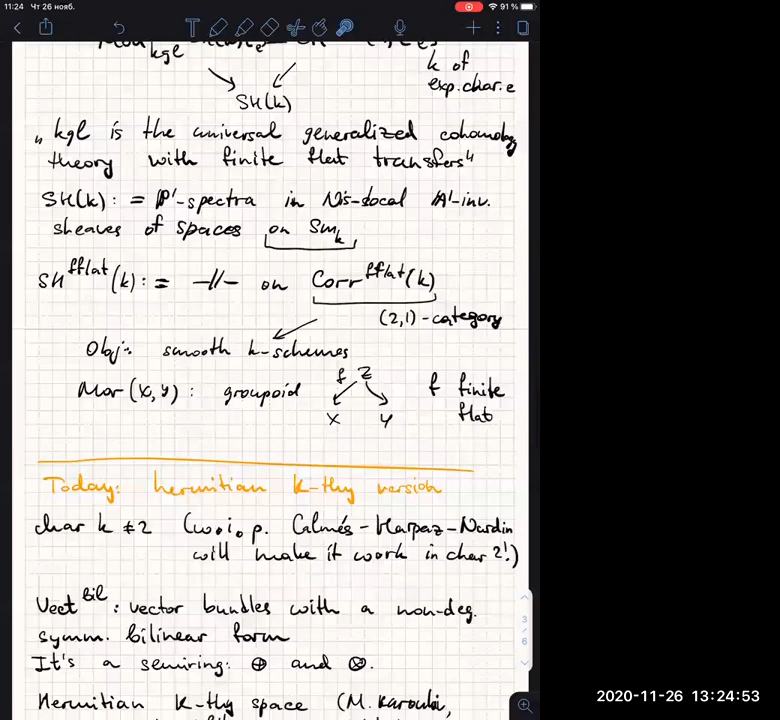 11:24 Чт 26 нояб.
91 %
kgl
k of
exp.char.e
SH(k)
„ kgl is the universal generalized cohomology
theory with finite flat transfers"
SH(k) := P¹-spectra in Nis-local A¹-inv.
sheaves of spaces on Smₖ
SH^fflat(k) := -//- on Corr^fflat(k)
(2,1)-category
Obj: smooth k-schemes
Mor(X,Y): groupoid f Z f finite
X Y flat
Today: hermitian K-thy version
char k ≠ 2 (w.i.p. Calmés-Harpaz-Nardin
will make it work in char 2!)
Vect^bil: vector bundles with a non-deg.
symm. bilinear form
It's a semiring: ⊕ and ⊗.
Hermitian K-thy space (M. Karoubi,
3
6
2020-11-26 13:24:53